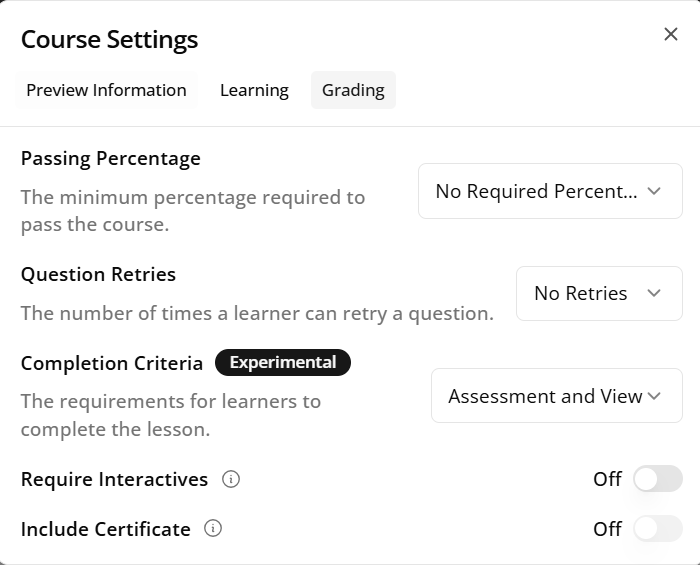 Course Settings
Preview Information
Learning
Grading
Passing Percentage
The minimum percentage required to
pass the course.
No Required Percent...
Question Retries
The number of times a learner can retry a question.
No Retries
Completion Criteria
Experimental
The requirements for learners to
complete the lesson.
Assessment and View
Require Interactives
Off
Include Certificate
Off